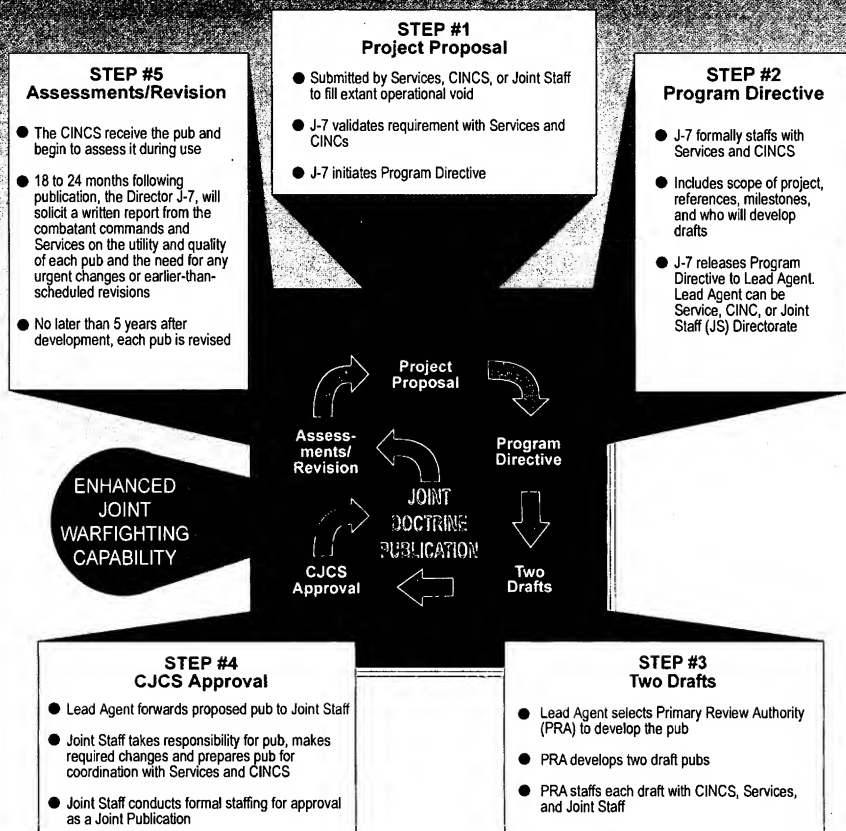 STEP #1
Project Proposal
● Submitted by Services, CINCS, or Joint Staff
to fill extant operational void
● J-7 validates requirement with Services and
CINCs
● J-7 initiates Program Directive
STEP #5
Assessments/Revision
● The CINCS receive the pub and
begin to assess it during use
● 18 to 24 months following
publication, the Director J-7, will
solicit a written report from the
combatant commands and
Services on the utility and quality
of each pub and the need for any
urgent changes or earlier-than-
scheduled revisions
● No later than 5 years after
development, each pub is revised
STEP #2
Program Directive
● J-7 formally staffs with
Services and CINCS
● Includes scope of project,
references, milestones,
and who will develop
drafts
● J-7 releases Program
Directive to Lead Agent.
Lead Agent can be
Service, CINC, or Joint
Staff (JS) Directorate
Project
Proposal
Assess-
ments/
Revision
Program
Directive
JOINT
DOCTRINE
PUBLICATION
CJCS
Approval
Two
Drafts
ENHANCED
JOINT
WARFIGHTING
CAPABILITY
STEP #4
CJCS Approval
● Lead Agent forwards proposed pub to Joint Staff
● Joint Staff takes responsibility for pub, makes
required changes and prepares pub for
coordination with Services and CINCS
● Joint Staff conducts formal staffing for approval
as a Joint Publication
STEP #3
Two Drafts
● Lead Agent selects Primary Review Authority
(PRA) to develop the pub
● PRA develops two draft pubs
● PRA staffs each draft with CINCS, Services,
and Joint Staff